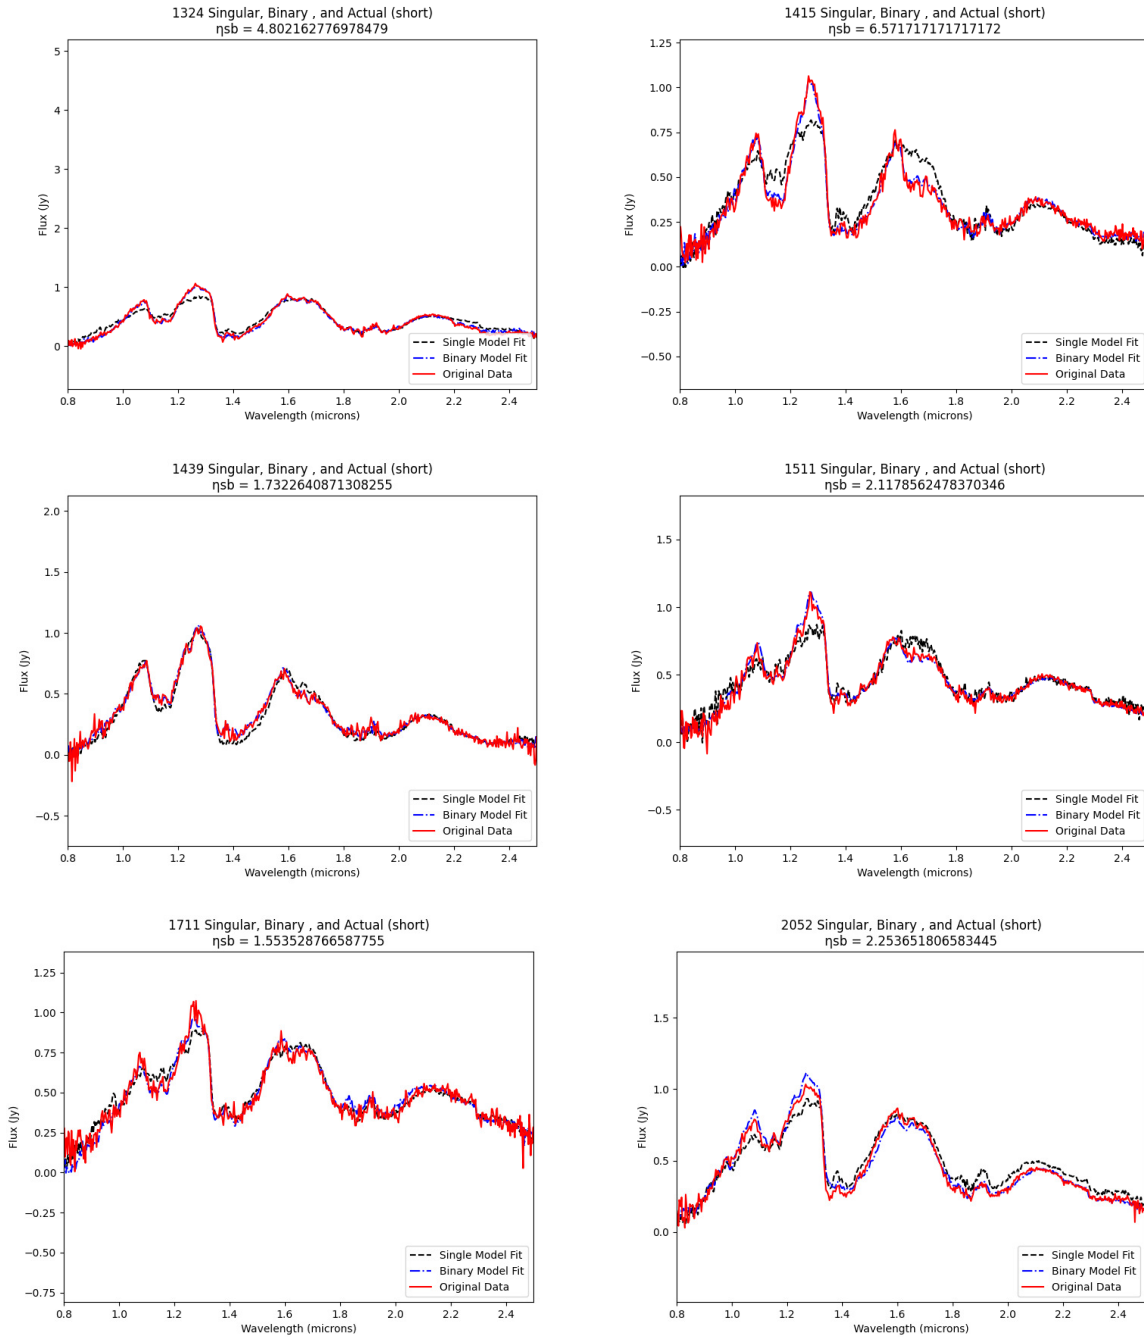 1324 Singular, Binary , and Actual (short)
ηsb = 4.802162776978479
5
4
3
2
1
0
Flux (Jy)
Single Model Fit
Binary Model Fit
Original Data
0.8 1.0 1.2 1.4 1.6 1.8 2.0 2.2 2.4
Wavelength (microns)
1415 Singular, Binary , and Actual (short)
ηsb = 6.571717171717172
1.25
1.00
0.75
0.50
0.25
0.00
−0.25
−0.50
Flux (Jy)
Single Model Fit
Binary Model Fit
Original Data
0.8 1.0 1.2 1.4 1.6 1.8 2.0 2.2 2.4
Wavelength (microns)
1439 Singular, Binary , and Actual (short)
ηsb = 1.7322640871308255
2.0
1.5
1.0
0.5
0.0
−0.5
Flux (Jy)
Single Model Fit
Binary Model Fit
Original Data
0.8 1.0 1.2 1.4 1.6 1.8 2.0 2.2 2.4
Wavelength (microns)
1511 Singular, Binary , and Actual (short)
ηsb = 2.1178562478370346
1.5
1.0
0.5
0.0
−0.5
Flux (Jy)
Single Model Fit
Binary Model Fit
Original Data
0.8 1.0 1.2 1.4 1.6 1.8 2.0 2.2 2.4
Wavelength (microns)
1711 Singular, Binary , and Actual (short)
ηsb = 1.553528766587755
1.25
1.00
0.75
0.50
0.25
0.00
−0.25
−0.50
−0.75
Flux (Jy)
Single Model Fit
Binary Model Fit
Original Data
0.8 1.0 1.2 1.4 1.6 1.8 2.0 2.2 2.4
Wavelength (microns)
2052 Singular, Binary , and Actual (short)
ηsb = 2.253651806583445
1.5
1.0
0.5
0.0
Flux (Jy)
Single Model Fit
Binary Model Fit
Original Data
0.8 1.0 1.2 1.4 1.6 1.8 2.0 2.2 2.4
Wavelength (microns)